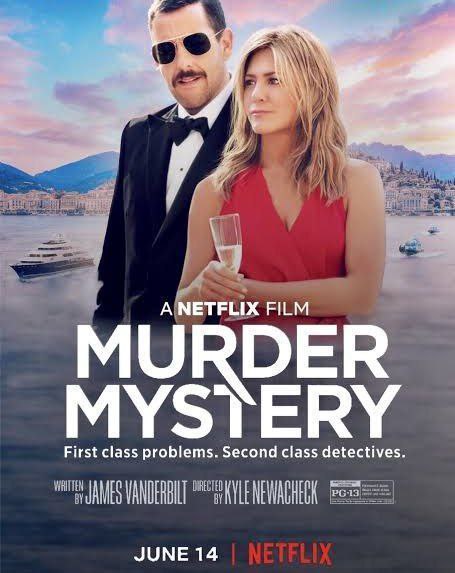 A NETFLIX FILM
MURDER
MYSTERY
First class problems. Second class detectives.
WRITTEN BY JAMES VANDERBILT DIRECTED BY KYLE NEWACHECK PG-13
JUNE 14 | NETFLIX